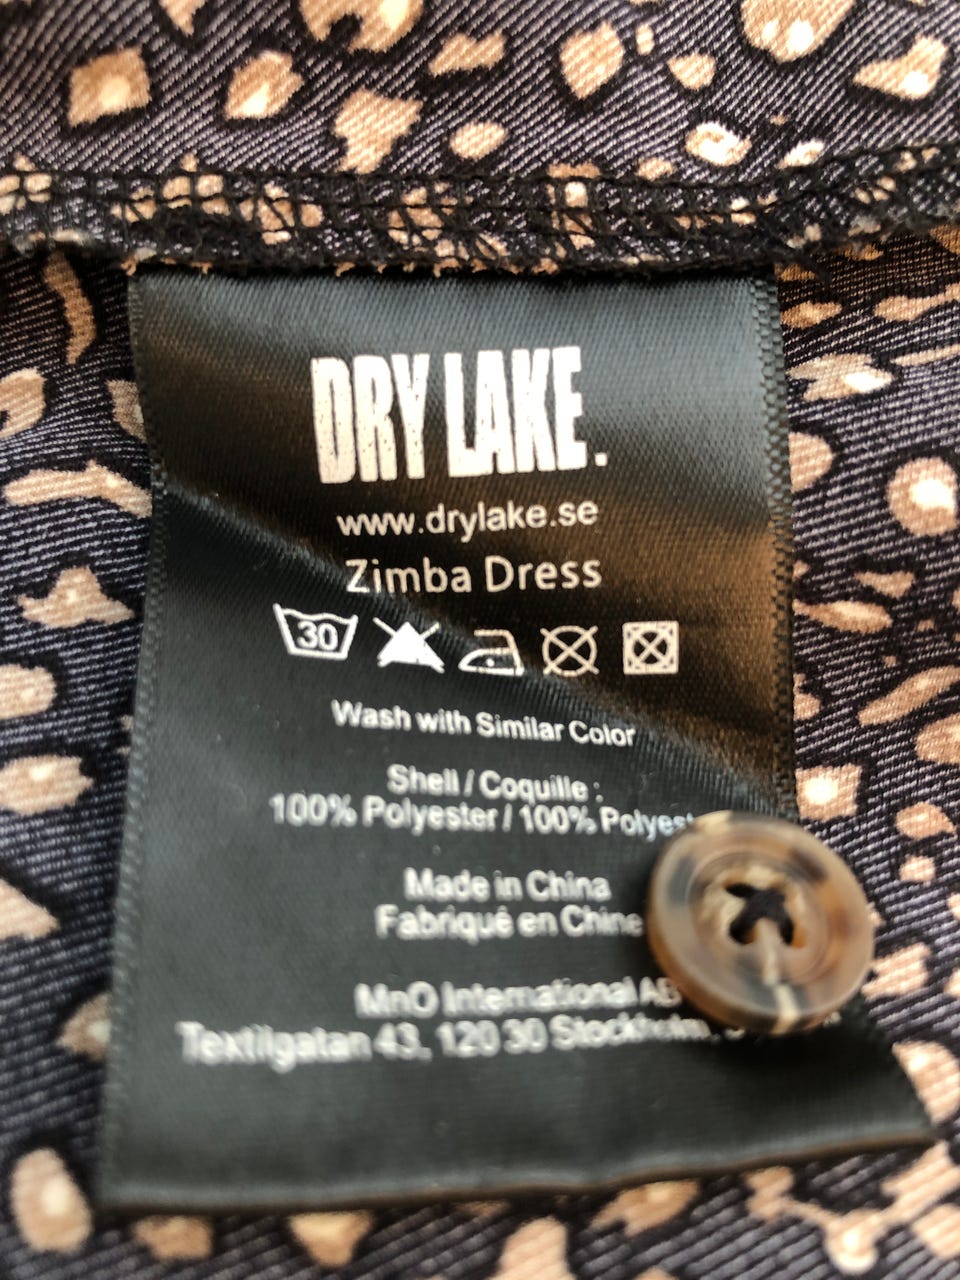 DRY LAKE.
www.drylake.se
Zimba Dress
30
Wash with Similar Color
Shell / Coquille :
100% Polyester / 100%
Made in China
Fabriqué en Chine
MnO International AB
Textilgatan 43, 120 30 Stockholm,